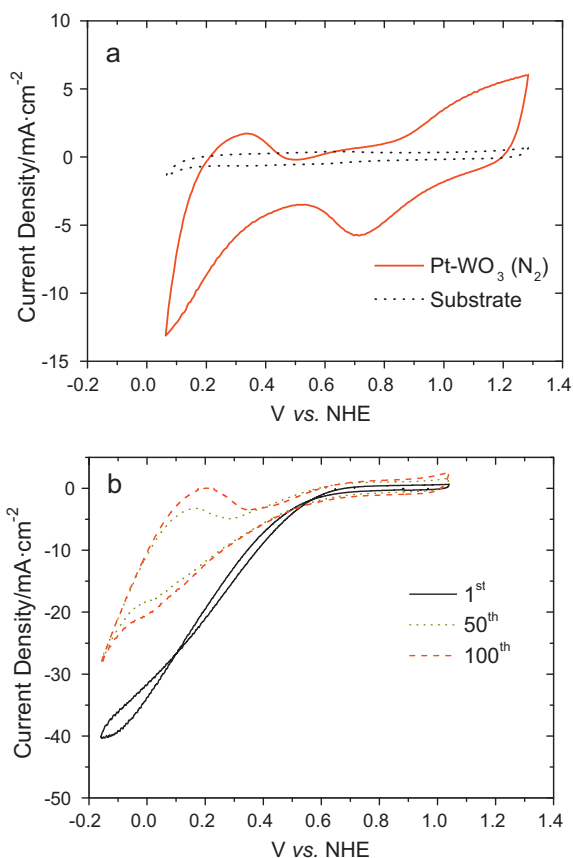 a
10
5
0
-5
-10
-15
Current Density/mA·cm⁻²
Pt-WO₃ (N₂)
Substrate
-0.2 0.0 0.2 0.4 0.6 0.8 1.0 1.2 1.4
V vs. NHE
b
0
-10
-20
-30
-40
-50
Current Density/mA·cm⁻²
1ˢᵗ
50ᵗʰ
100ᵗʰ
-0.2 0.0 0.2 0.4 0.6 0.8 1.0 1.2 1.4
V vs. NHE